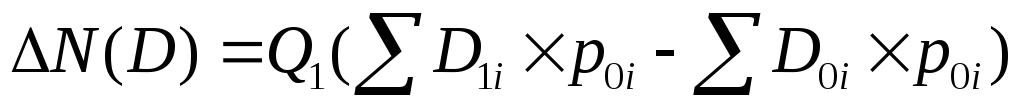 ΔN(D) =Q₁(∑ D₁ᵢ ×p₀ᵢ - ∑ D₀ᵢ ×p₀ᵢ)